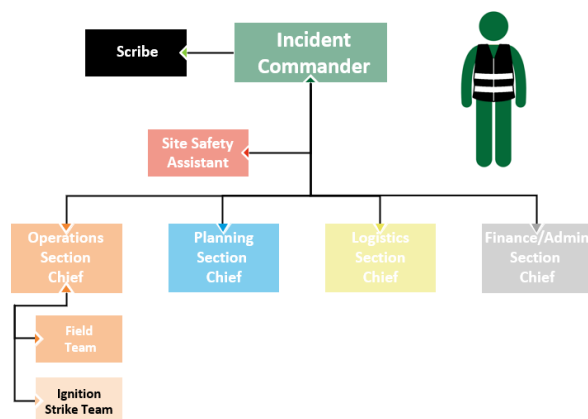 Scribe
Incident
Commander
Site Safety
Assistant
Operations
Section
Chief
Planning
Section
Chief
Logistics
Section
Chief
Finance/Admin
Section
Chief
Field
Team
Ignition
Strike Team